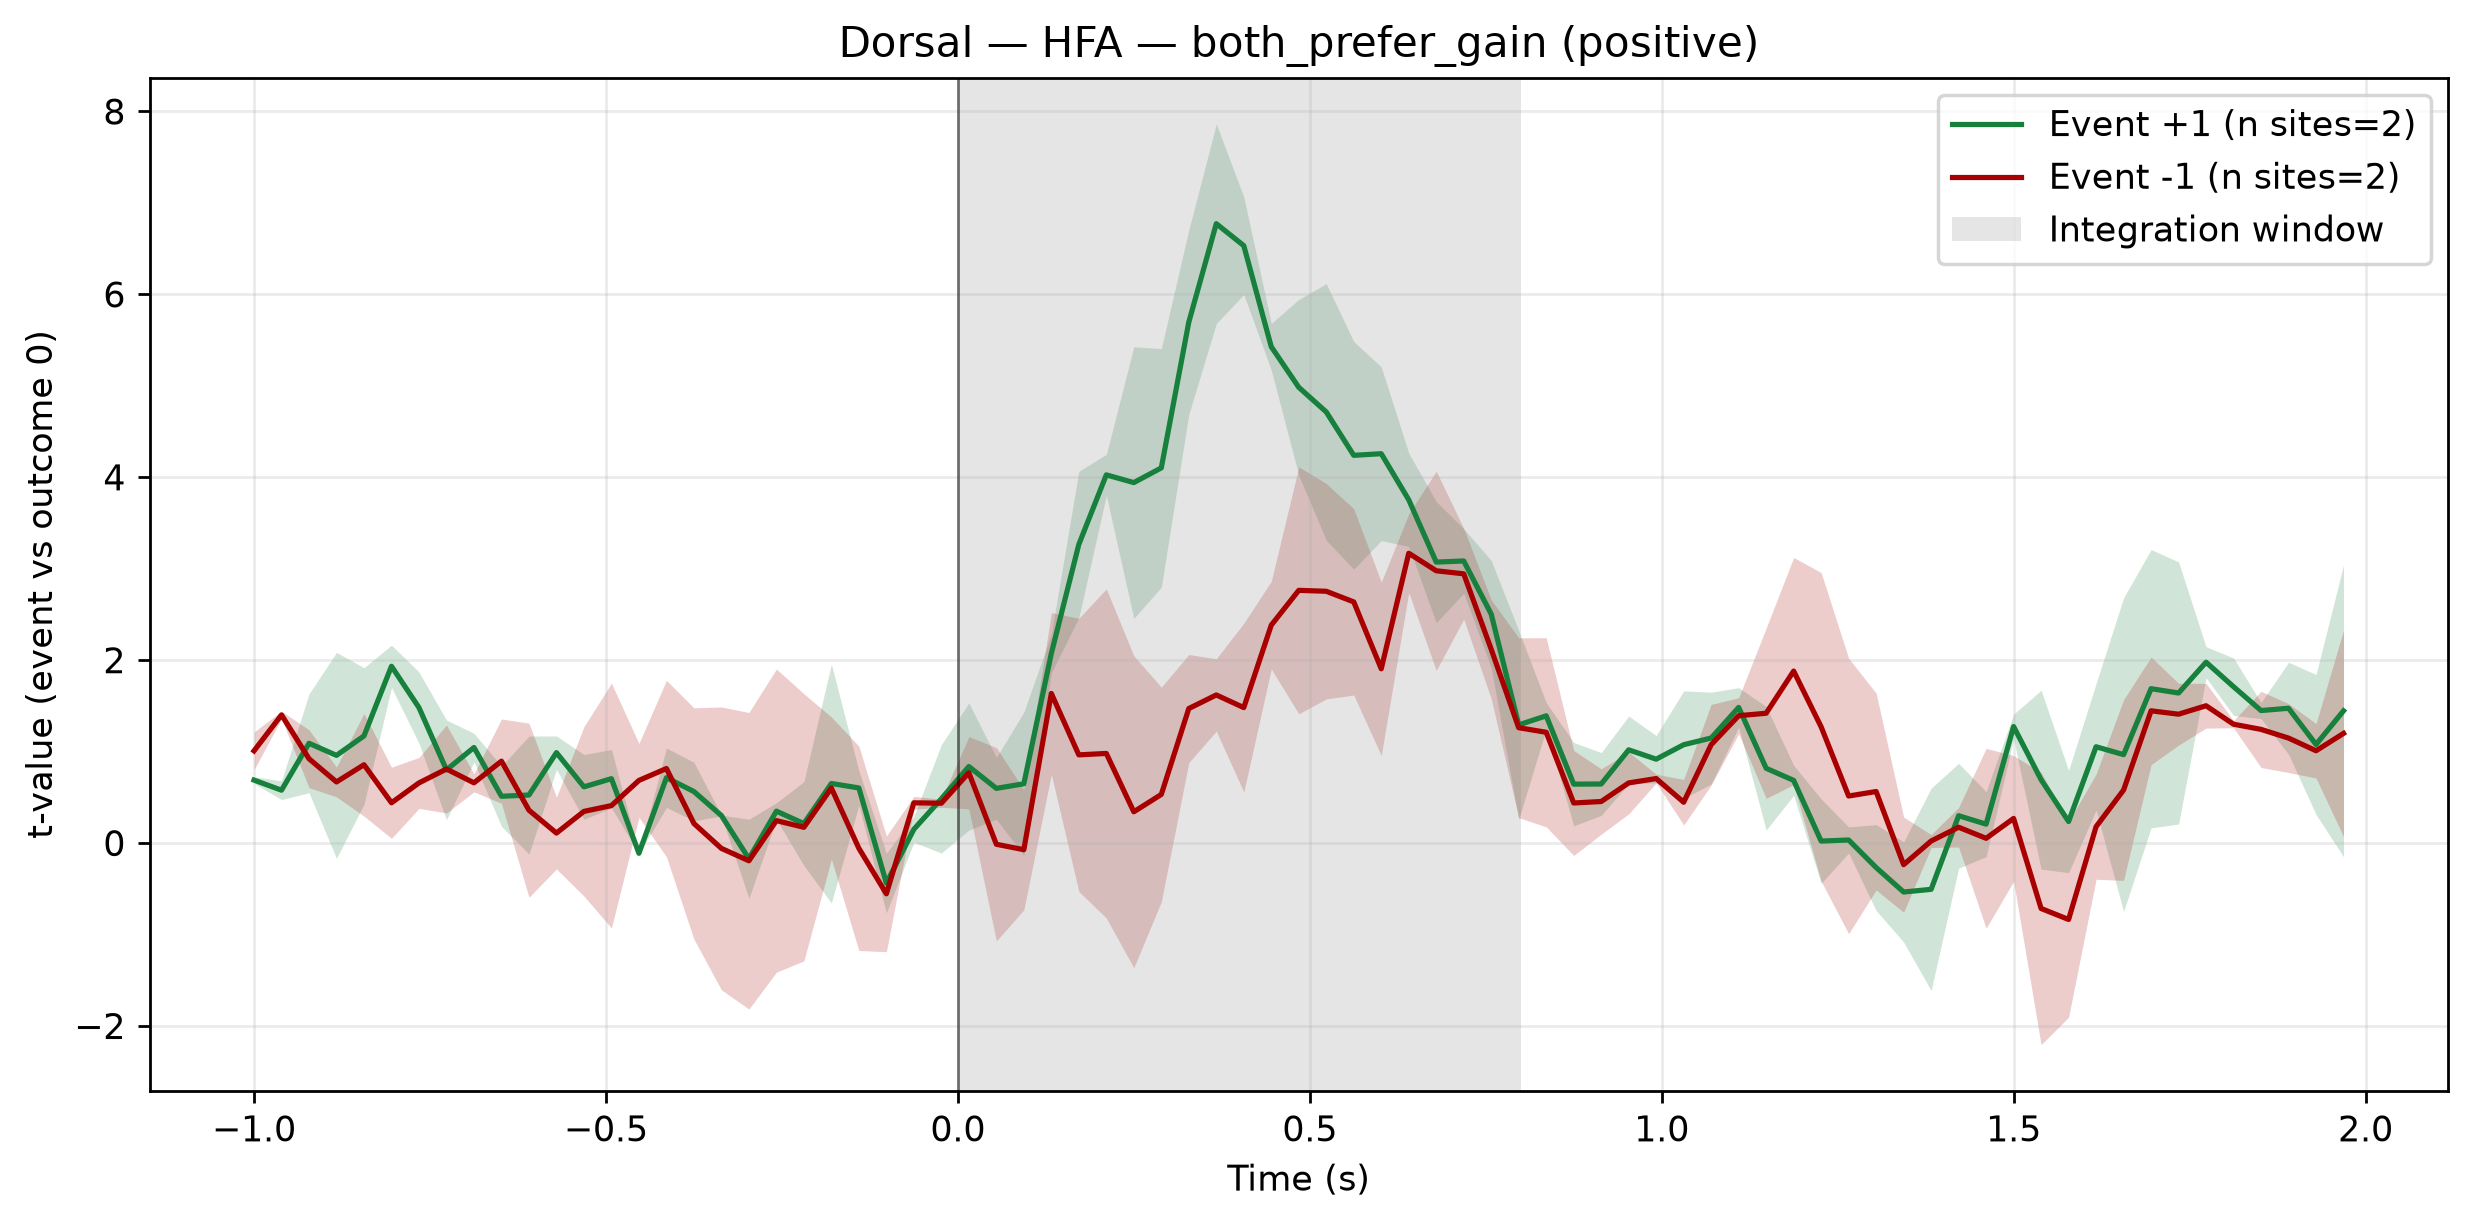 Dorsal — HFA — both_prefer_gain (positive)
8
6
4
2
0
−2
t-value (event vs outcome 0)
Event +1 (n sites=2)
Event -1 (n sites=2)
Integration window
−1.0 −0.5 0.0 0.5 1.0 1.5 2.0
Time (s)